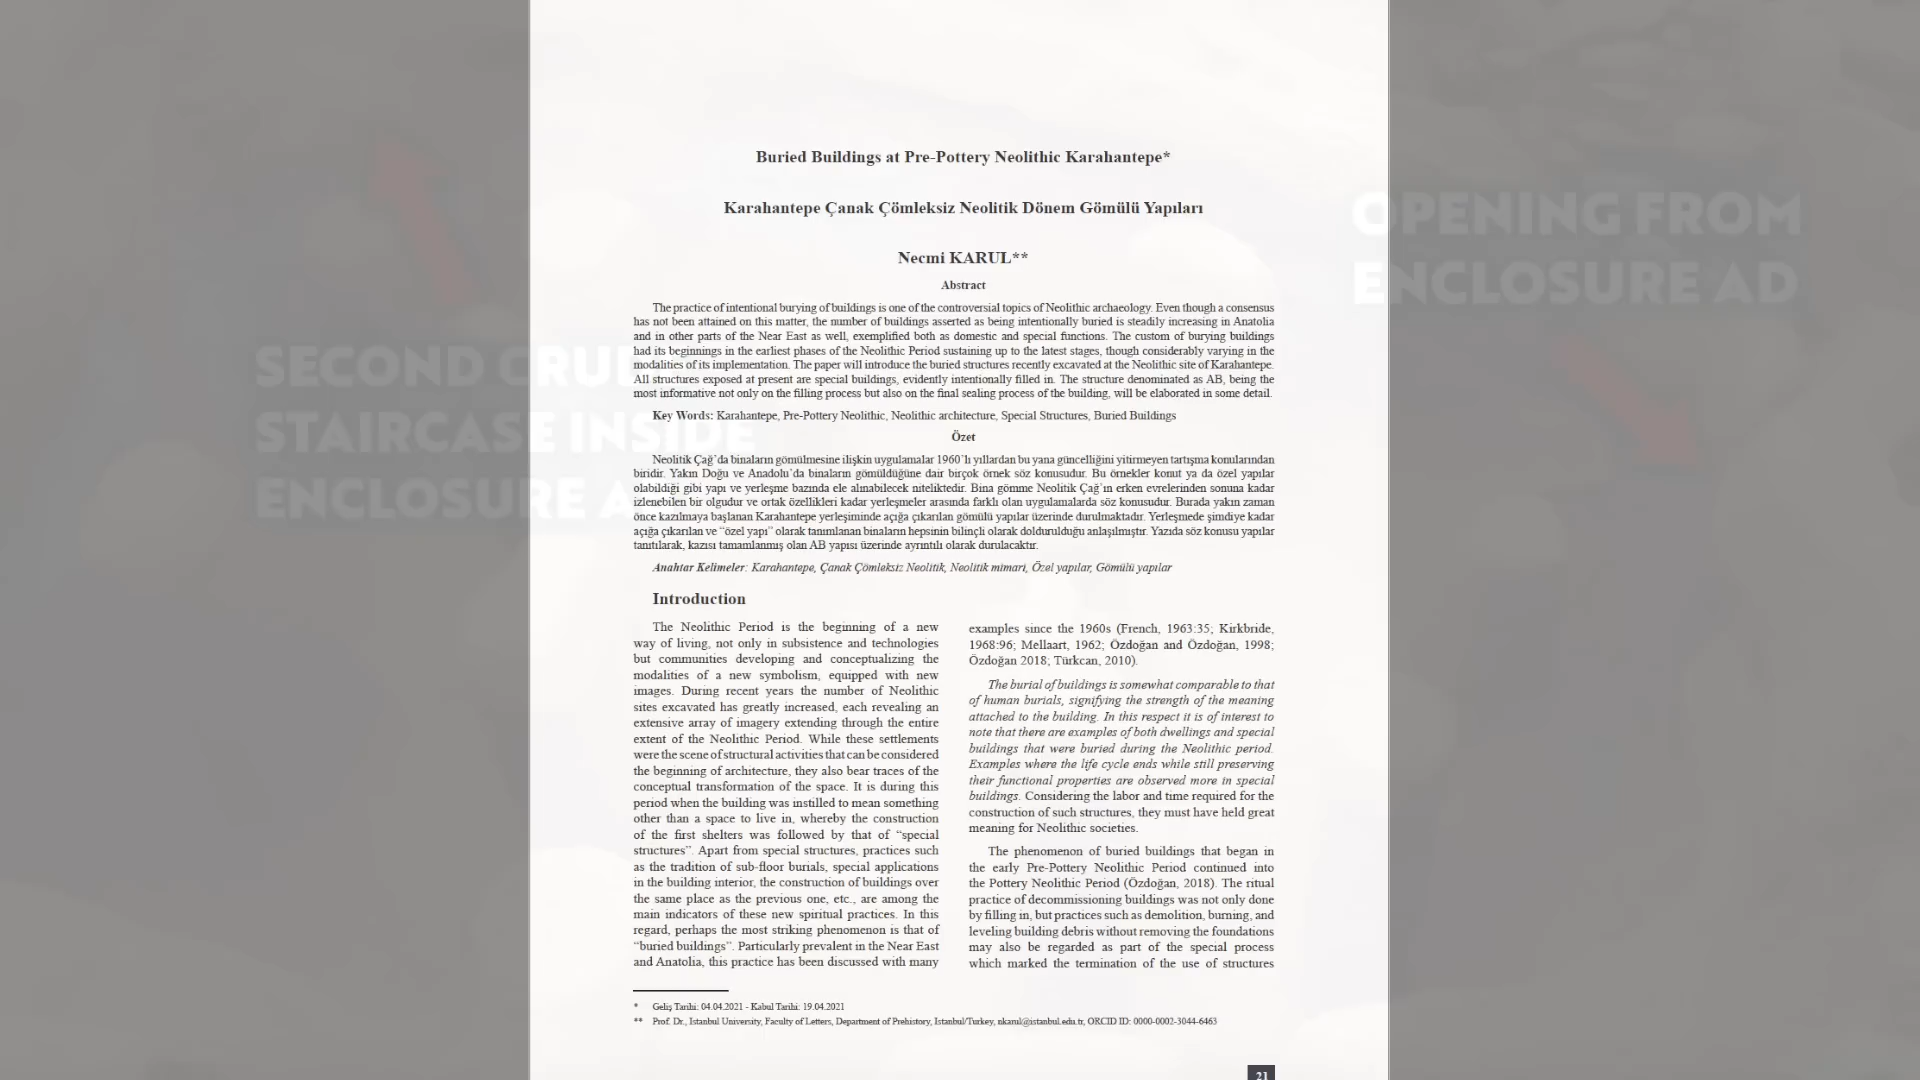 Buried Buildings at Pre-Pottery Neolithic Karahantepe*
Karahantepe Çanak Çömleksiz Neolitik Dönem Gömülü Yapıları
Necmi KARUL**
Abstract
The practice of intentional burying of buildings is one of the controversial topics of Neolithic archaeology. Even though a consensus
has not been attained on this matter, the number of buildings asserted as being intentionally buried is steadily increasing in Anatolia
and in other parts of the Near East as well, exemplified both as domestic and special functions. The custom of burying buildings
had its beginnings in the earliest phases of the Neolithic Period sustaining up to the latest stages, though considerably varying in the
modalities of its implementation. The paper will introduce the buried structures recently excavated at the Neolithic site of Karahantepe.
All structures exposed at present are special buildings, evidently intentionally filled in. The structure denominated as AB, being the
most informative not only on the filling process but also on the final sealing process of the building, will be elaborated in some detail.
Key Words: Karahantepe, Pre-Pottery Neolithic, Neolithic architecture, Special Structures, Buried Buildings
Özet
Neolitik Çağ'da binaların gömülmesine ilişkin uygulamalar 1960'lı yıllardan bu yana güncelliğini yitirmeyen tartışma konularından
biridir. Yakın Doğu ve Anadolu'da binaların gömüldüğüne dair birçok örnek söz konusudur. Bu örnekler konut ya da özel yapılar
olabildiği gibi yapı ve yerleşme bazında ele alınabilecek niteliktedir. Bina gömme Neolitik Çağ'ın erken evrelerinden sonuna kadar
izlenebilen bir olgudur ve ortak özellikleri kadar yerleşmeler arasında farklı olan uygulamalarda söz konusudur. Burada yakın zaman
önce kazılmaya başlanan Karahantepe yerleşiminde açığa çıkarılan gömülü yapılar üzerinde durulmaktadır. Yerleşmede şimdiye kadar
açığa çıkarılan ve “özel yapı” olarak tanımlanan binaların hepsinin bilinçli olarak doldurulduğu anlaşılmıştır. Yazıda söz konusu yapılar
tanıtılarak, kazısı tamamlanmış olan AB yapısı üzerinde ayrıntılı olarak durulacaktır.
Anahtar Kelimeler: Karahantepe, Çanak Çömleksiz Neolitik, Neolitik mimari, Özel yapılar, Gömülü yapılar
Introduction
The Neolithic Period is the beginning of a new
way of living, not only in subsistence and technologies
but communities developing and conceptualizing the
modalities of a new symbolism, equipped with new
images. During recent years the number of Neolithic
sites excavated has greatly increased, each revealing an
extensive array of imagery extending through the entire
extent of the Neolithic Period. While these settlements
were the scene of structural activities that can be considered
the beginning of architecture, they also bear traces of the
conceptual transformation of the space. It is during this
period when the building was instilled to mean something
other than a space to live in, whereby the construction
of the first shelters was followed by that of “special
structures”. Apart from special structures, practices such
as the tradition of sub-floor burials, special applications
in the building interior, the construction of buildings over
the same place as the previous one, etc., are among the
main indicators of these new spiritual practices. In this
regard, perhaps the most striking phenomenon is that of
“buried buildings”. Particularly prevalent in the Near East
and Anatolia, this practice has been discussed with many
examples since the 1960s (French, 1963:35; Kirkbride,
1968:96; Mellaart, 1962; Özdoğan and Özdoğan, 1998;
Özdoğan 2018; Türkcan, 2010).
The burial of buildings is somewhat comparable to that
of human burials, signifying the strength of the meaning
attached to the building. In this respect it is of interest to
note that there are examples of both dwellings and special
buildings that were buried during the Neolithic period.
Examples where the life cycle ends while still preserving
their functional properties are observed more in special
buildings. Considering the labor and time required for the
construction of such structures, they must have held great
meaning for Neolithic societies.
The phenomenon of buried buildings that began in
the early Pre-Pottery Neolithic Period continued into
the Pottery Neolithic Period (Özdoğan, 2018). The ritual
practice of decommissioning buildings was not only done
by filling in, but practices such as demolition, burning, and
leveling building debris without removing the foundations
may also be regarded as part of the special process
which marked the termination of the use of structures
* Geliş Tarihi: 04.04.2021 - Kabul Tarihi: 19.04.2021
** Prof. Dr., Istanbul University, Faculty of Letters, Department of Prehistory, Istanbul/Turkey, nkarul@istanbul.edu.tr, ORCID ID: 0000-0002-3044-6463
21
SECOND CRUDE
STAIRCASE INSIDE
ENCLOSURE A
OPENING FROM
ENCLOSURE AD